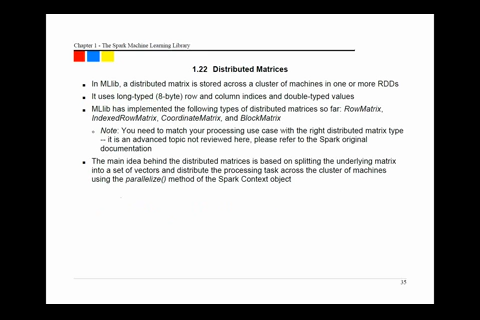 Chapter 1 - The Spark Machine Learning Library
1.22 Distributed Matrices
In MLlib, a distributed matrix is stored across a cluster of machines in one or more RDDs
It uses long-typed (8-byte) row and column indices and double-typed values
MLlib has implemented the following types of distributed matrices so far: RowMatrix,
IndexedRowMatrix, CoordinateMatrix, and BlockMatrix
Note: You need to match your processing use case with the right distributed matrix type
-- it is an advanced topic not reviewed here, please refer to the Spark original
documentation
The main idea behind the distributed matrices is based on splitting the underlying matrix
into a set of vectors and distribute the processing task across the cluster of machines
using the parallelize() method of the Spark Context object
35